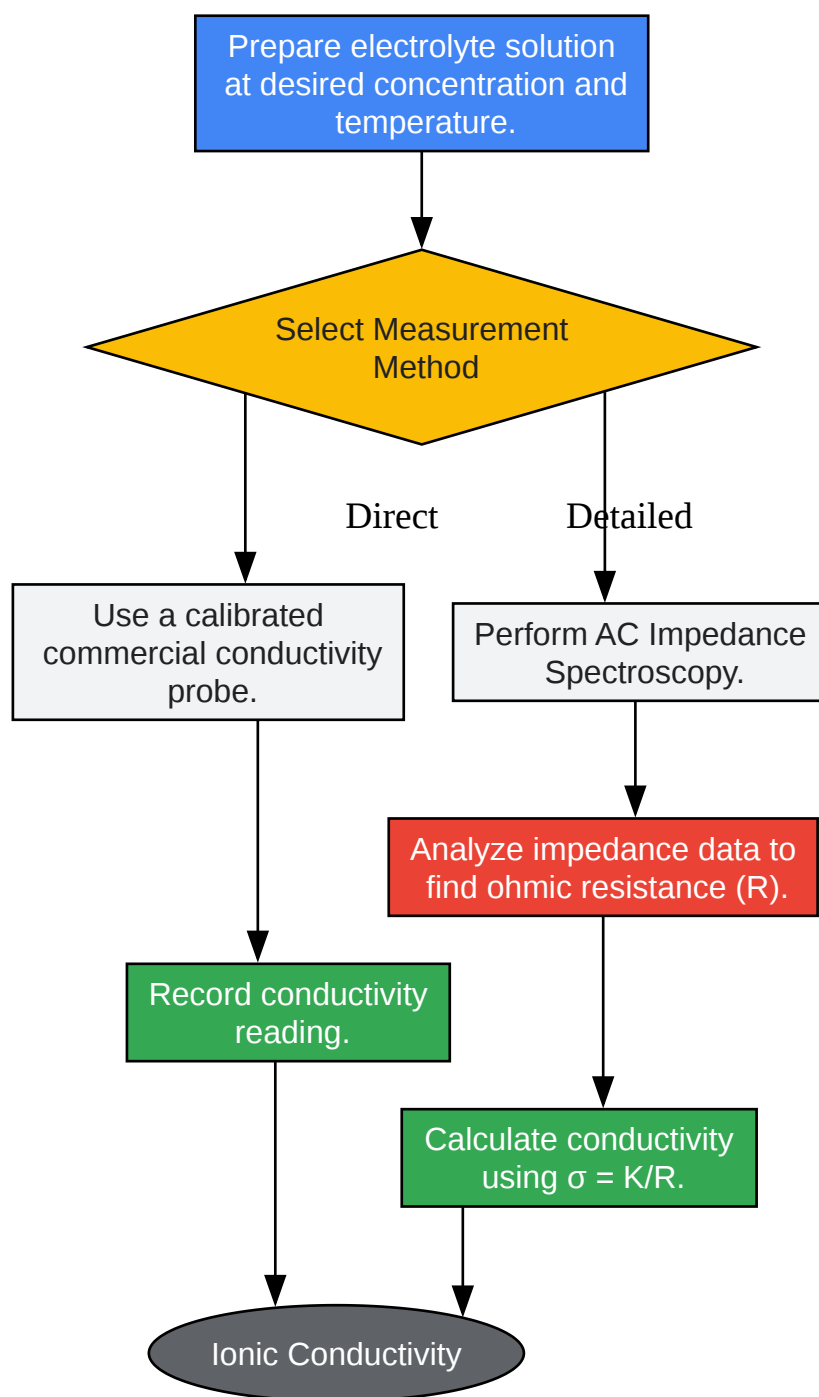 Prepare electrolyte solution
at desired concentration and
temperature.
Select Measurement
Method
Direct
Detailed
Use a calibrated
commercial conductivity
probe.
Perform AC Impedance
Spectroscopy.
Analyze impedance data to
find ohmic resistance (R).
Record conductivity
reading.
Calculate conductivity
using σ = K/R.
Ionic Conductivity